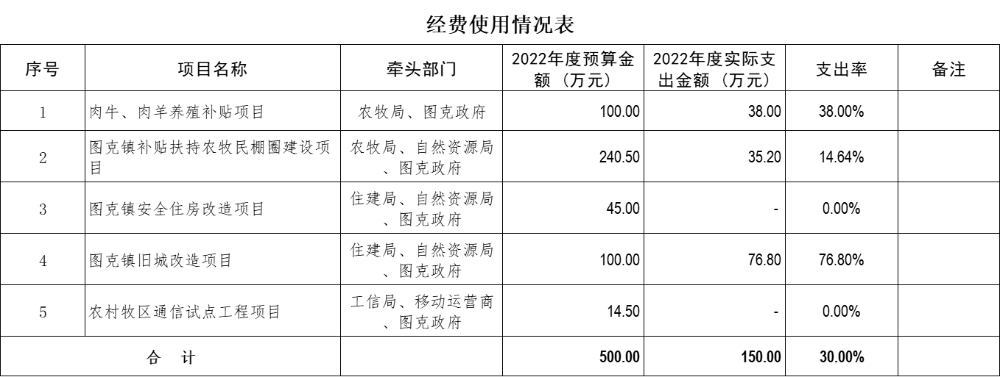 经费使用情况表
序号 项目名称 牵头部门 2022年度预算金额（万元） 2022年度实际支出金额（万元） 支出率 备注
1 肉牛、肉羊养殖补贴项目 农牧局、图克政府 100.00 38.00 38.00%
2 图克镇补贴扶持农牧民棚圈建设项目 农牧局、自然资源局、图克政府 240.50 35.20 14.64%
3 图克镇安全住房改造项目 住建局、自然资源局、图克政府 45.00 - 0.00%
4 图克镇旧城改造项目 住建局、自然资源局、图克政府 100.00 76.80 76.80%
5 农村牧区通信试点工程项目 工信局、移动运营商、图克政府 14.50 - 0.00%
合 计 500.00 150.00 30.00%